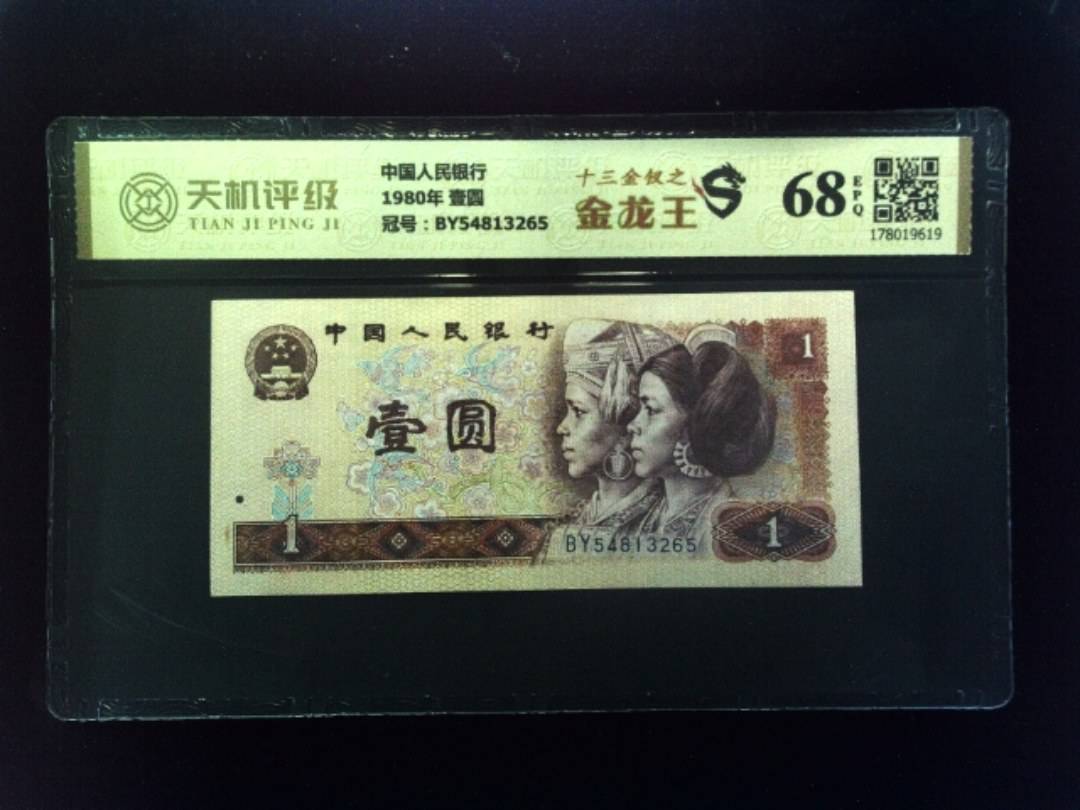 天机评级
TIAN JI PING JI
中国人民银行
1980年 壹圆
冠号：BY54813265
十三金钗之
金龙王
68
EPQ
178019619
中国人民银行
1
壹圆
1
BY54813265
1